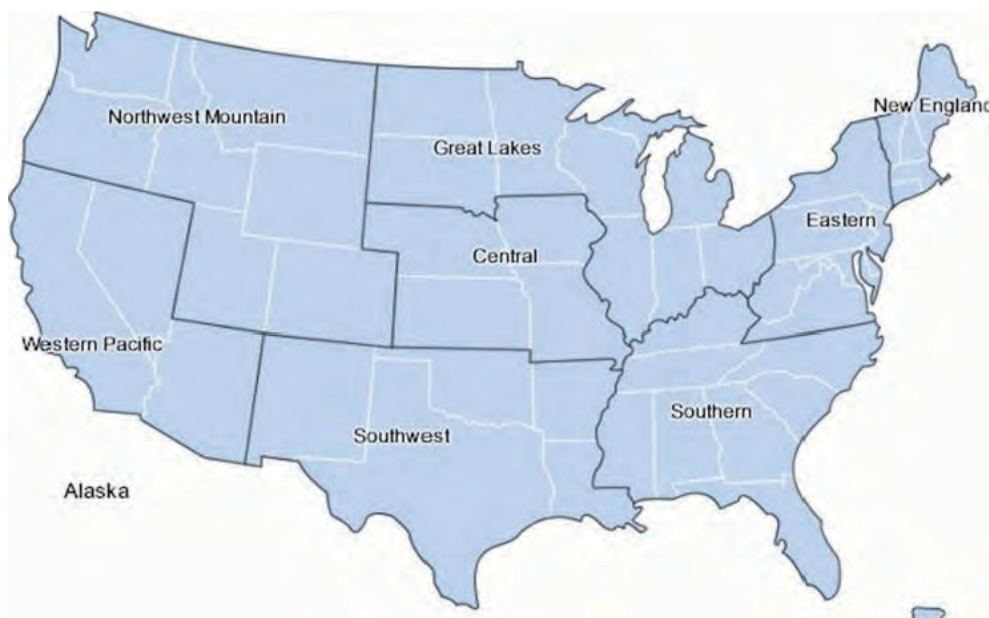 New England
Northwest Mountain
Great Lakes
Eastern
Central
Western Pacific
Southern
Southwest
Alaska